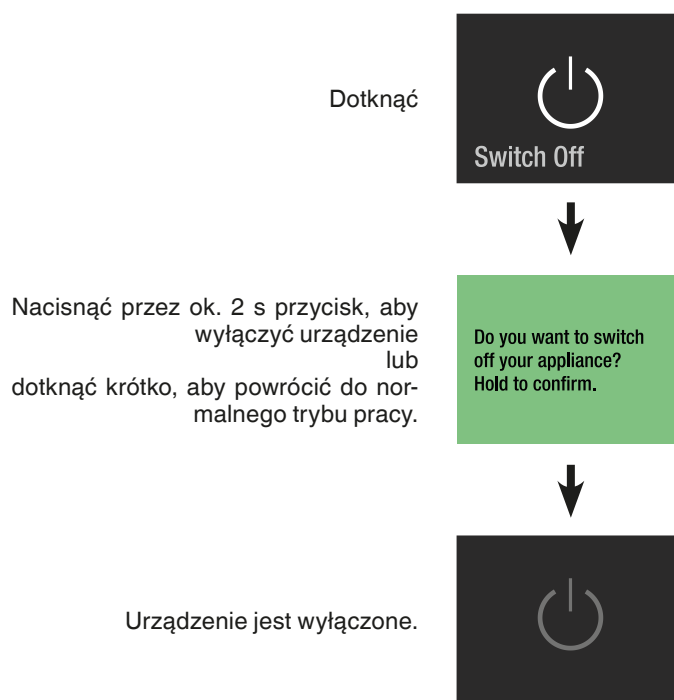 Dotknąć
Switch Off
Nacisnąć przez ok. 2 s przycisk, aby
wyłączyć urządzenie
lub
dotknąć krótko, aby powrócić do nor-
malnego trybu pracy.
Do you want to switch
off your appliance?
Hold to confirm.
Urządzenie jest wyłączone.